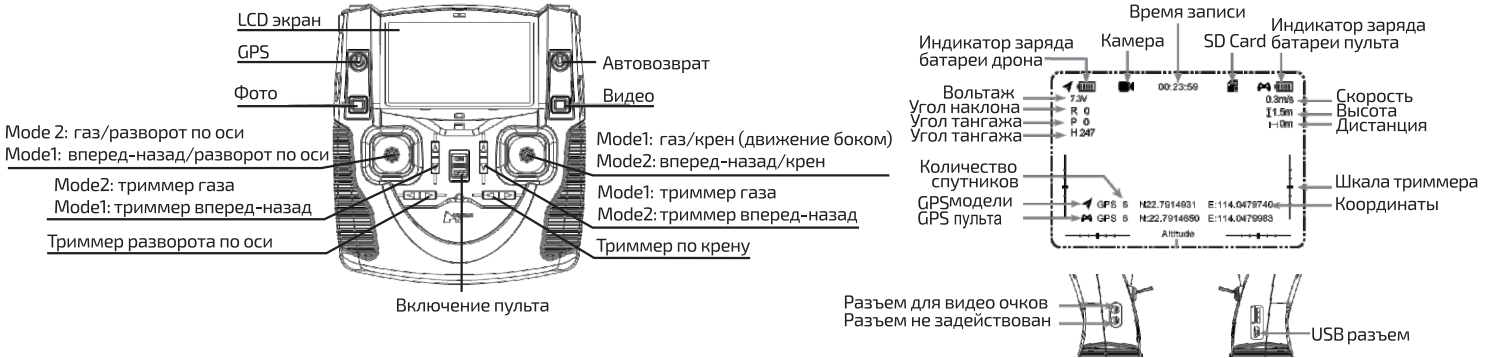 LCD экран
GPS
Фото
Mode 2: газ/разворот по оси
Mode1: вперед-назад/разворот по оси
Mode2: триммер газа
Mode1: триммер вперед-назад
Триммер разворота по оси
Автовозврат
Видео
Mode1: газ/крен (движение боком)
Mode2: вперед-назад/крен
Mode1: триммер газа
Mode2: триммер вперед-назад
Триммер по крену
Включение пульта
Время записи
Индикатор заряда
батареи дрона
Камера
SD Card
Индикатор заряда
батареи пульта
00:23:59
Вольтаж
Угол наклона
Угол тангажа
Угол тангажа
7.3V
R 0
P 0
H 247
0.3m/s
1.5m
0m
Скорость
Высота
Дистанция
Количество
спутников
GPS модели
GPS пульта
GPS 6 N:22.7914931 E:114.0479740
GPS 6 N:22.7914650 E:114.0479983
Altitude
Шкала триммера
Координаты
Разъем для видео очков
Разъем не задействован
USB разъем